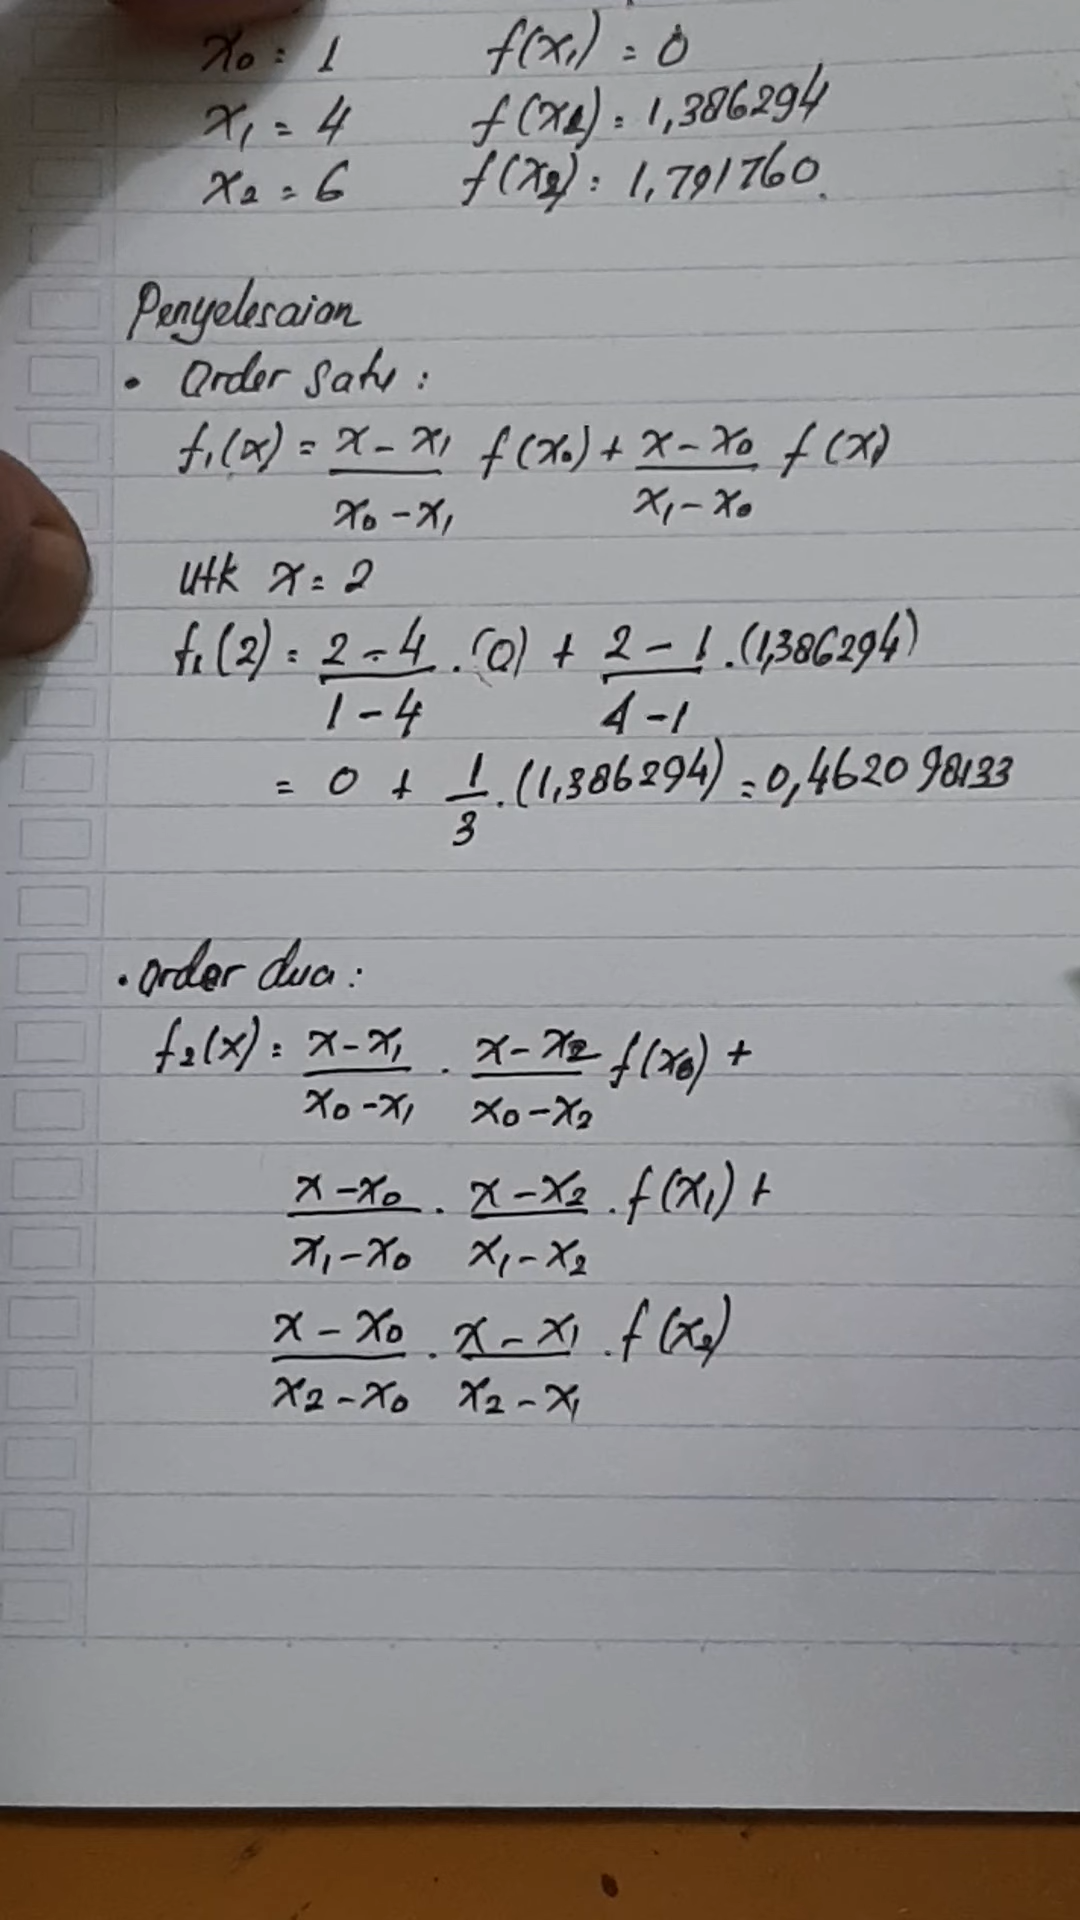 x₀ = 1 f(x₁) = 0
x₁ = 4 f(x₁) = 1,386294
x₂ = 6 f(x₂) = 1,791760
Penyelesaian
• Order satu :
f₁(x) = (x - x₁)/(x₀ - x₁) f(x₀) + (x - x₀)/(x₁ - x₀) f(x₁)
Utk x = 2
f₁(2) = (2 - 4)/(1 - 4) . (0) + (2 - 1)/(4 - 1) . (1,386294)
= 0 + 1/3 . (1,386294) = 0,462098133
• order dua :
f₂(x) = (x - x₁)/(x₀ - x₁) . (x - x₂)/(x₀ - x₂) f(x₀) +
(x - x₀)/(x₁ - x₀) . (x - x₂)/(x₁ - x₂) . f(x₁) +
(x - x₀)/(x₂ - x₀) . (x - x₁)/(x₂ - x₁) . f(x₂)